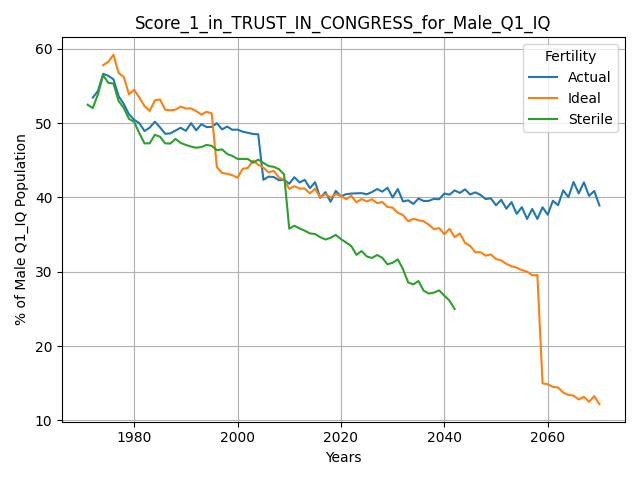 Score_1_in_TRUST_IN_CONGRESS_for_Male_Q1_IQ
% of Male Q1_IQ Population
60
50
40
30
20
10
Fertility
Actual
Ideal
Sterile
1980
2000
2020
2040
2060
Years